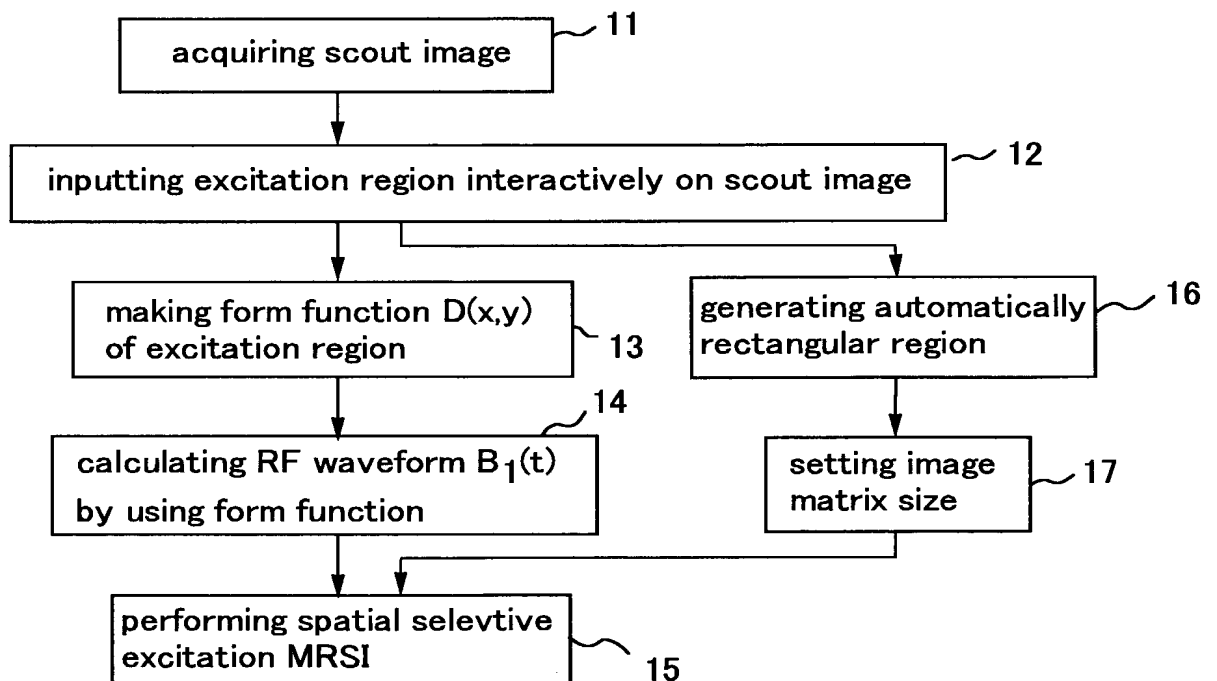 acquiring scout image
11
inputting excitation region interactively on scout image
12
making form function D(x,y)
of excitation region
13
generating automatically
rectangular region
16
calculating RF waveform B1(t)
by using form function
14
setting image
matrix size
17
performing spatial selevtive
excitation MRSI
15